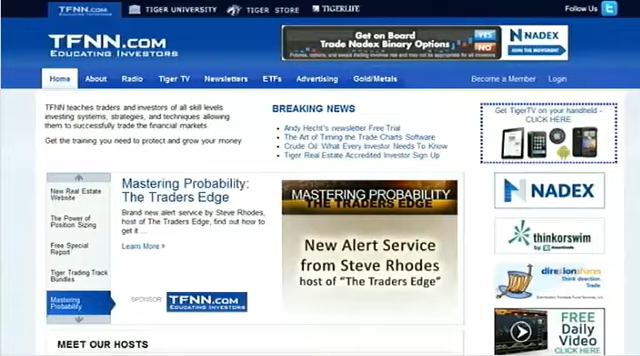 TFNN TIGER UNIVERSITY TIGER STORE TIGERLIFE Follow Us
TFNN.COM
EDUCATING INVESTORS
Get on Board
Trade Nadex Binary Options
YES
NO
NADEX
JOIN THE MOVEMENT
Home About Radio Tiger TV Newsletters ETFs Advertising Gold/Metals Become a Member Login
TFNN teaches traders and investors of all skill levels
investing systems, strategies, and techniques allowing
them to successfully trade the financial markets
Get the training you need to protect and grow your money
BREAKING NEWS
Andy Hecht's newsletter Free Trial
The Art of Timing the Trade Charts Software
Crude Oil: What Every Investor Needs To Know
Tiger Real Estate Accredited Investor Sign Up
Get TigerTV on your handheld -
CLICK HERE
New Real Estate
Website
The Power of
Position Sizing
Free Special
Report
Tiger Trading Track
Bundles
Mastering
Probability
Mastering Probability:
The Traders Edge
Brand new alert service by Steve Rhodes,
host of The Traders Edge, find out how to
get it ...
Learn More
SPONSOR
TFNN.COM
EDUCATING INVESTORS
MASTERING PROBABILITY
THE TRADERS EDGE
New Alert Service
from Steve Rhodes
host of "The Traders Edge"
NADEX
thinkorswim
direxionshares
FREE
Daily
Video
CLICK HERE
MEET OUR HOSTS